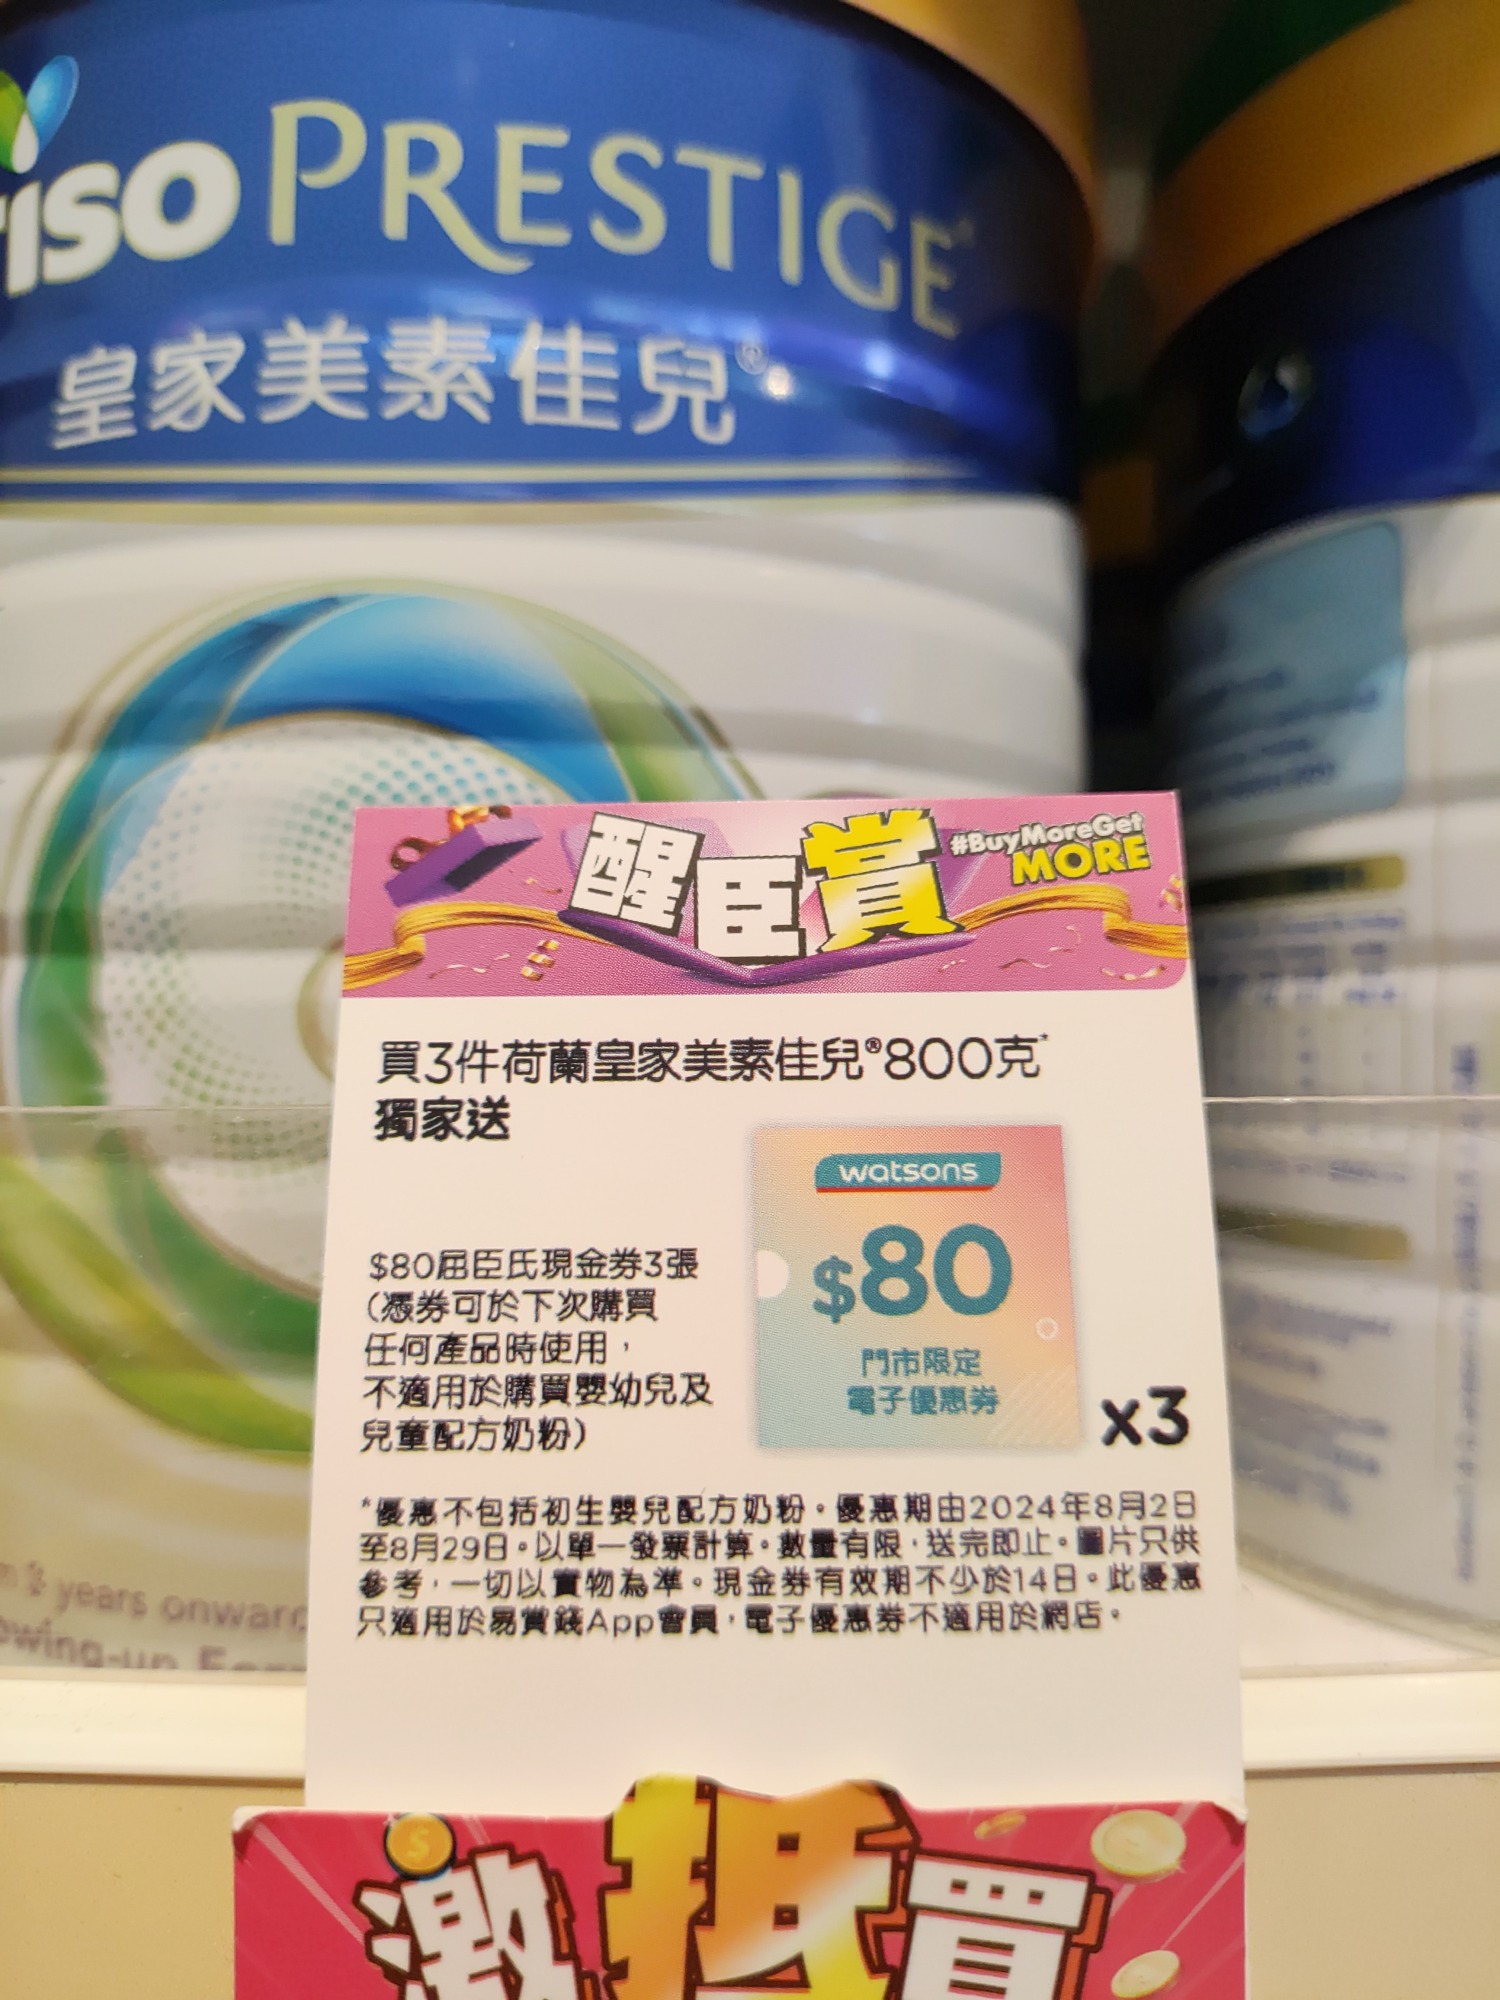 iso PRESTIGE
皇家美素佳兒®
醒臣賞
#BuyMoreGet
MORE
買3件荷蘭皇家美素佳兒®800克*
獨家送
watsons
$80
門市限定
電子優惠券
x3
$80屈臣氏現金券3張
(憑券可於下次購買
任何產品時使用，
不適用於購買嬰幼兒及
兒童配方奶粉)
*優惠不包括初生嬰兒配方奶粉。優惠期由2024年8月2日
至8月29日。以單一發票計算。數量有限，送完即止。圖片只供
參考，一切以實物為準。現金券有效期不少於14日。此優惠
只適用於易賞錢App會員，電子優惠券不適用於網店。
3 years onward
激抵買